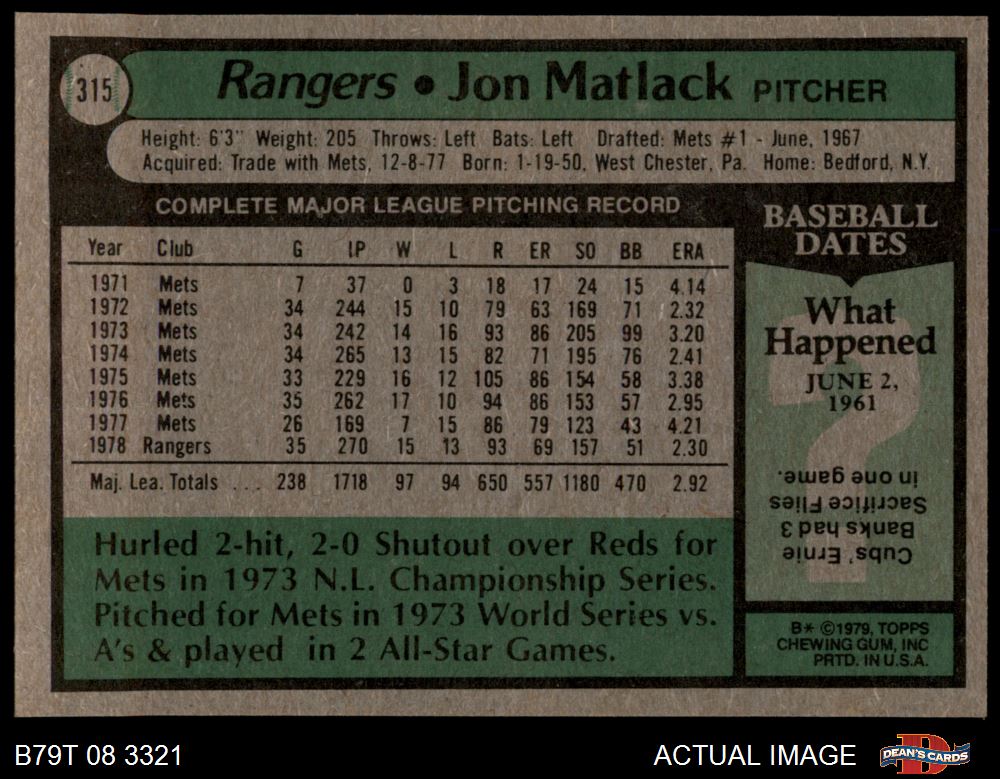 315
Rangers • Jon Matlack PITCHER
Height: 6'3" Weight: 205 Throws: Left Bats: Left Drafted: Mets #1 - June, 1967
Acquired: Trade with Mets, 12-8-77 Born: 1-19-50, West Chester, Pa. Home: Bedford, N.Y.
COMPLETE MAJOR LEAGUE PITCHING RECORD
Year Club G IP W L R ER SO BB ERA
1971 Mets 7 37 0 3 18 17 24 15 4.14
1972 Mets 34 244 15 10 79 63 169 71 2.32
1973 Mets 34 242 14 16 93 86 205 99 3.20
1974 Mets 34 265 13 15 82 71 195 76 2.41
1975 Mets 33 229 16 12 105 86 154 58 3.38
1976 Mets 35 262 17 10 94 86 153 57 2.95
1977 Mets 26 169 7 15 86 79 123 43 4.21
1978 Rangers 35 270 15 13 93 69 157 51 2.30
Maj. Lea. Totals ... 238 1718 97 94 650 557 1180 470 2.92
Hurled 2-hit, 2-0 Shutout over Reds for
Mets in 1973 N.L. Championship Series.
Pitched for Mets in 1973 World Series vs.
A's & played in 2 All-Star Games.
BASEBALL
DATES
What
Happened
JUNE 2,
1961
?
Cubs' Ernie
Banks had 3
Sacrifice Flies
in one game.
B* ©1979, TOPPS
CHEWING GUM, INC
PRTD. IN U.S.A.
B79T 08 3321
ACTUAL IMAGE
DEAN'S CARDS